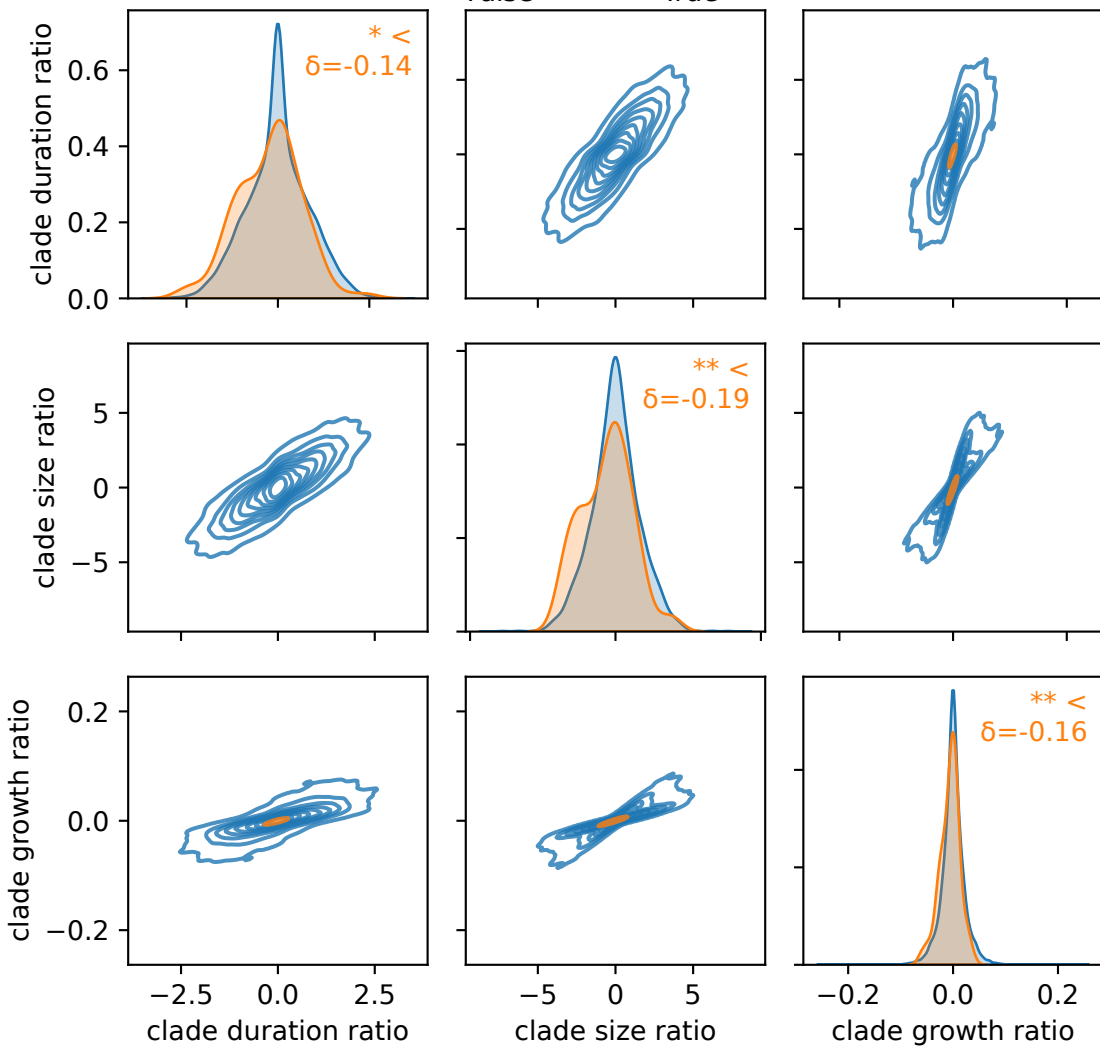 clade duration ratio
0.6
0.4
0.2
0.0
* <
δ=-0.14
clade size ratio
5
0
−5
** <
δ=-0.19
clade growth ratio
0.2
0.0
−0.2
** <
δ=-0.16
−2.5 0.0 2.5
clade duration ratio
−5 0 5
clade size ratio
−0.2 0.0 0.2
clade growth ratio